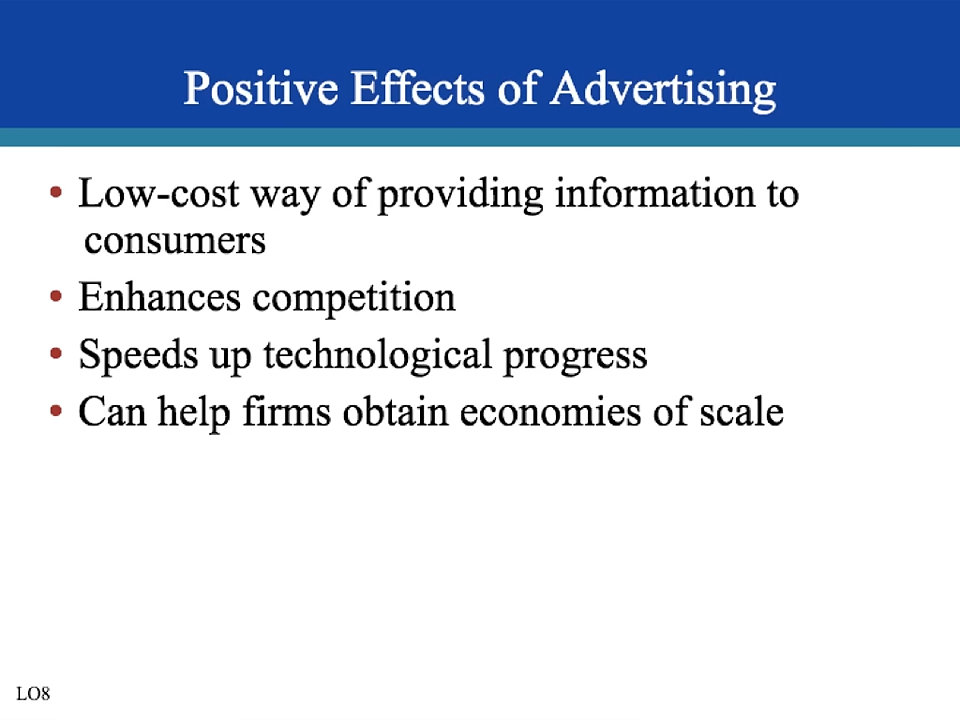 Positive Effects of Advertising
• Low-cost way of providing information to
consumers
• Enhances competition
• Speeds up technological progress
• Can help firms obtain economies of scale
LO8